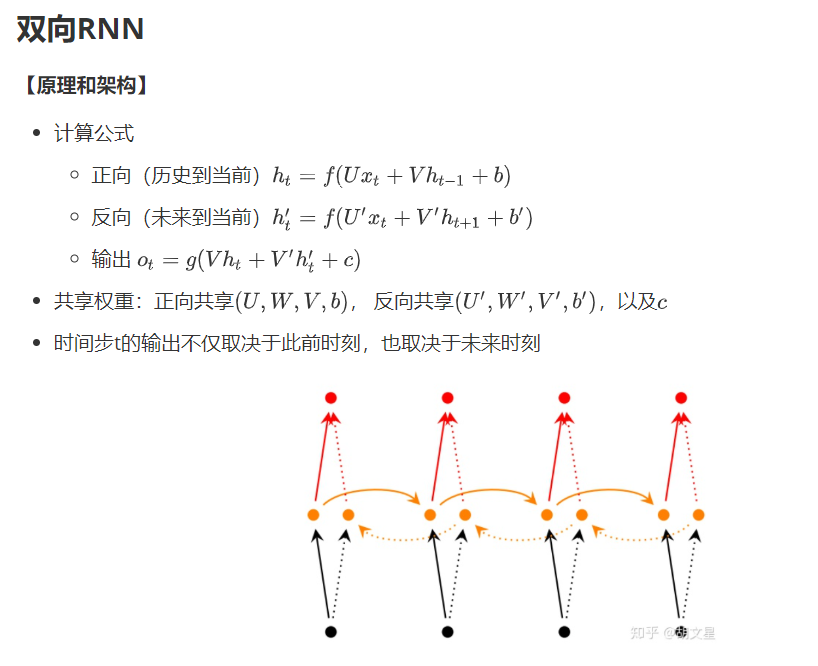 双向RNN
【原理和架构】
• 计算公式
◦ 正向（历史到当前）$h_t = f(Ux_t + Vh_{t-1} + b)$
◦ 反向（未来到当前）$h'_t = f(U'x_t + V'h_{t+1} + b')$
◦ 输出 $o_t = g(Vh_t + V'h'_t + c)$
• 共享权重：正向共享$(U, W, V, b)$， 反向共享$(U', W', V', b')$，以及$c$
• 时间步t的输出不仅取决于此前时刻，也取决于未来时刻
知乎 @胡文星